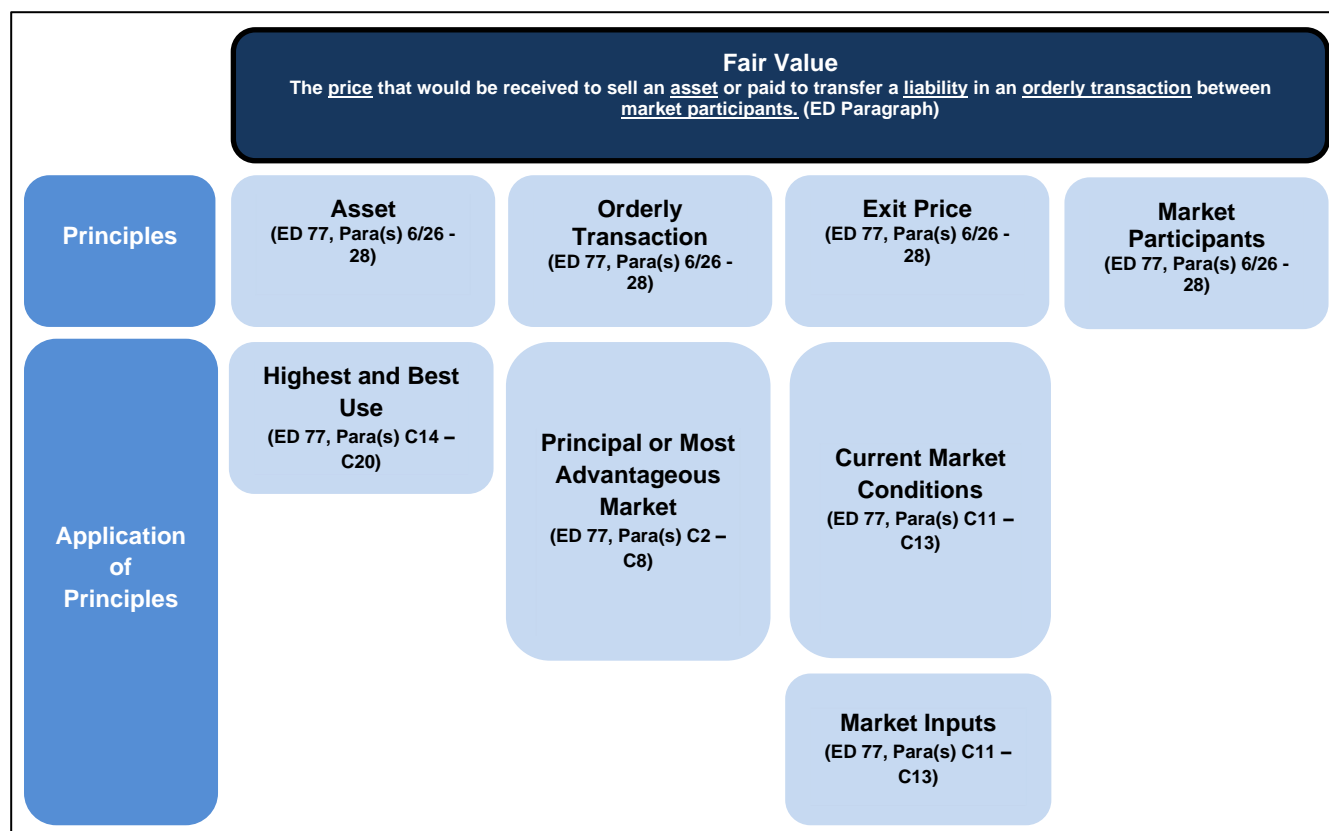 Fair Value
The price that would be received to sell an asset or paid to transfer a liability in an orderly transaction between
market participants. (ED Paragraph)
Principles
Asset
(ED 77, Para(s) 6/26 -
28)
Orderly
Transaction
(ED 77, Para(s) 6/26 -
28)
Exit Price
(ED 77, Para(s) 6/26 -
28)
Market
Participants
(ED 77, Para(s) 6/26 -
28)
Application
of
Principles
Highest and Best
Use
(ED 77, Para(s) C14 –
C20)
Principal or Most
Advantageous
Market
(ED 77, Para(s) C2 –
C8)
Current Market
Conditions
(ED 77, Para(s) C11 –
C13)
Market Inputs
(ED 77, Para(s) C11 –
C13)